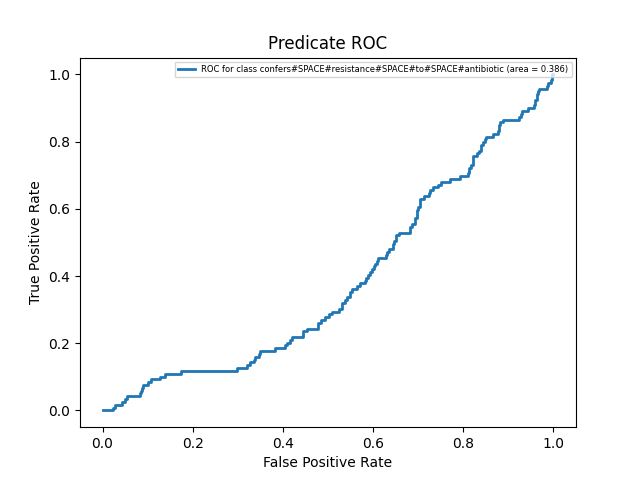 Predicate ROC
ROC for class confers#SPACE#resistance#SPACE#to#SPACE#antibiotic (area = 0.386)
1.0
0.8
0.6
0.4
0.2
0.0
True Positive Rate
0.0 0.2 0.4 0.6 0.8 1.0
False Positive Rate